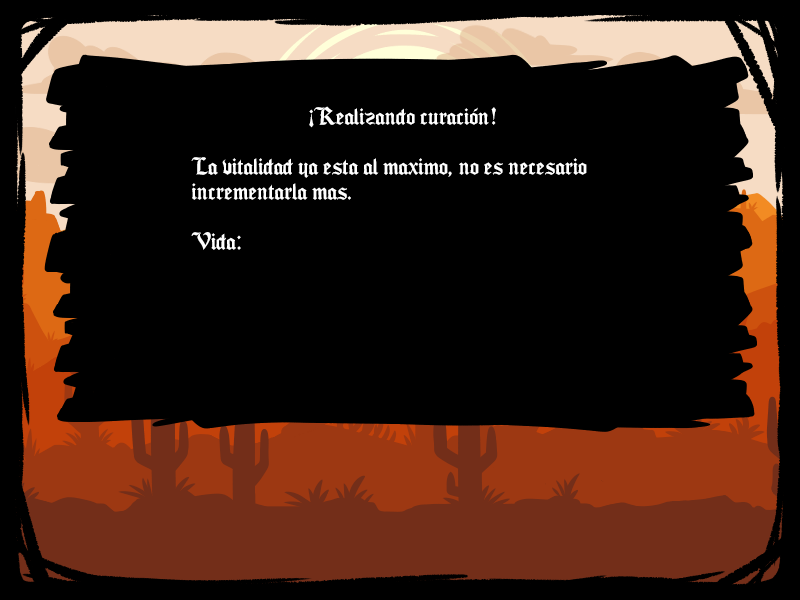 ¡Realizando curación!
La vitalidad ya esta al maximo, no es necesario
incrementarla mas.
Vida: